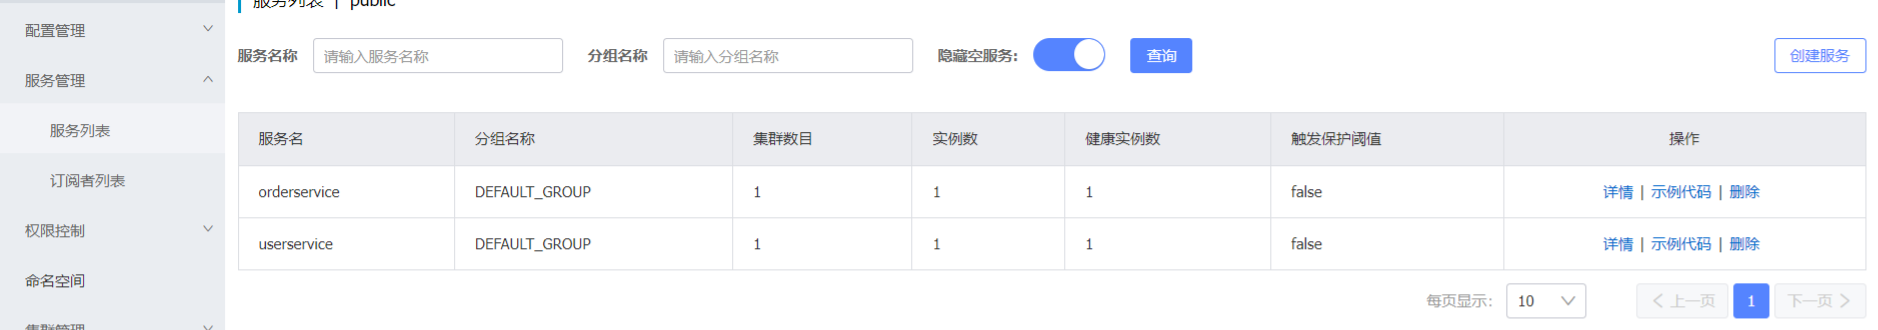 服务列表 | public
配置管理
服务管理
服务列表
订阅者列表
权限控制
命名空间
集群管理
服务名称 请输入服务名称 分组名称 请输入分组名称 隐藏空服务: 查询 创建服务
服务名 分组名称 集群数目 实例数 健康实例数 触发保护阈值 操作
orderservice DEFAULT_GROUP 1 1 1 false 详情 | 示例代码 | 删除
userservice DEFAULT_GROUP 1 1 1 false 详情 | 示例代码 | 删除
每页显示: 10 上一页 1 下一页